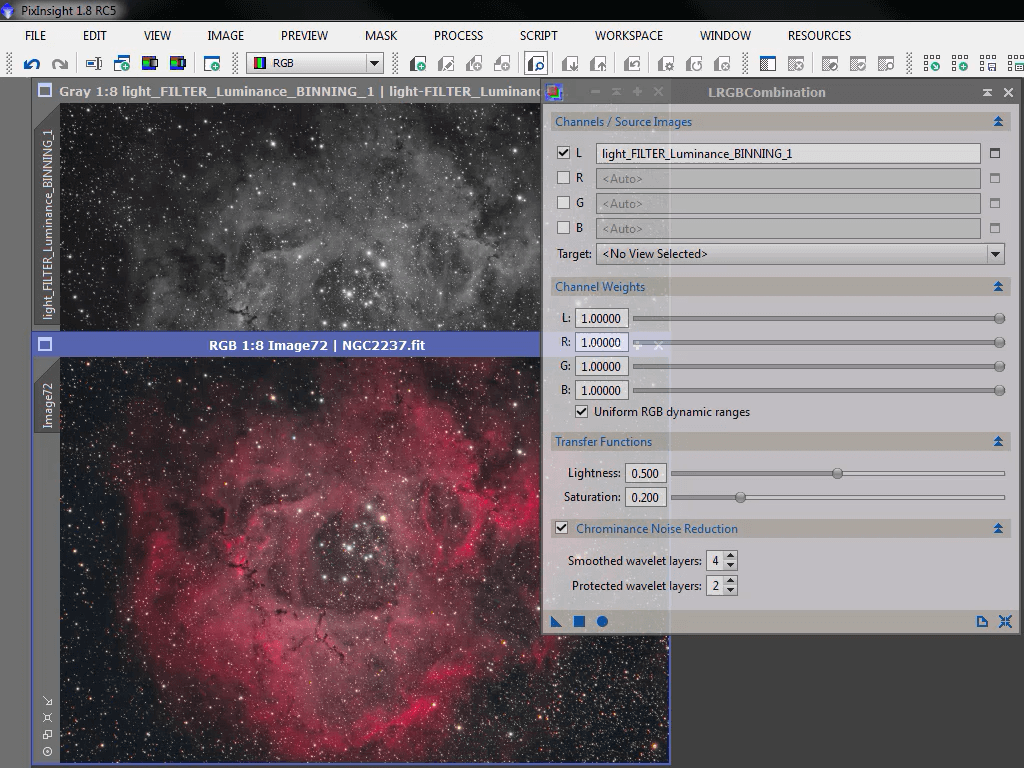 PixInsight 1.8 RC5
FILE EDIT VIEW IMAGE PREVIEW MASK PROCESS SCRIPT WORKSPACE WINDOW RESOURCES
RGB
Gray 1:8 light_FILTER_Luminance_BINNING_1 | light-FILTER_Luminanc
light_FILTER_Luminance_BINNING_1
RGB 1:8 Image72 | NGC2237.fit
Image72
LRGBCombination
Channels / Source Images
L light_FILTER_Luminance_BINNING_1
R <Auto>
G <Auto>
B <Auto>
Target: <No View Selected>
Channel Weights
L: 1.00000
R: 1.00000
G: 1.00000
B: 1.00000
Uniform RGB dynamic ranges
Transfer Functions
Lightness: 0.500
Saturation: 0.200
Chrominance Noise Reduction
Smoothed wavelet layers: 4
Protected wavelet layers: 2